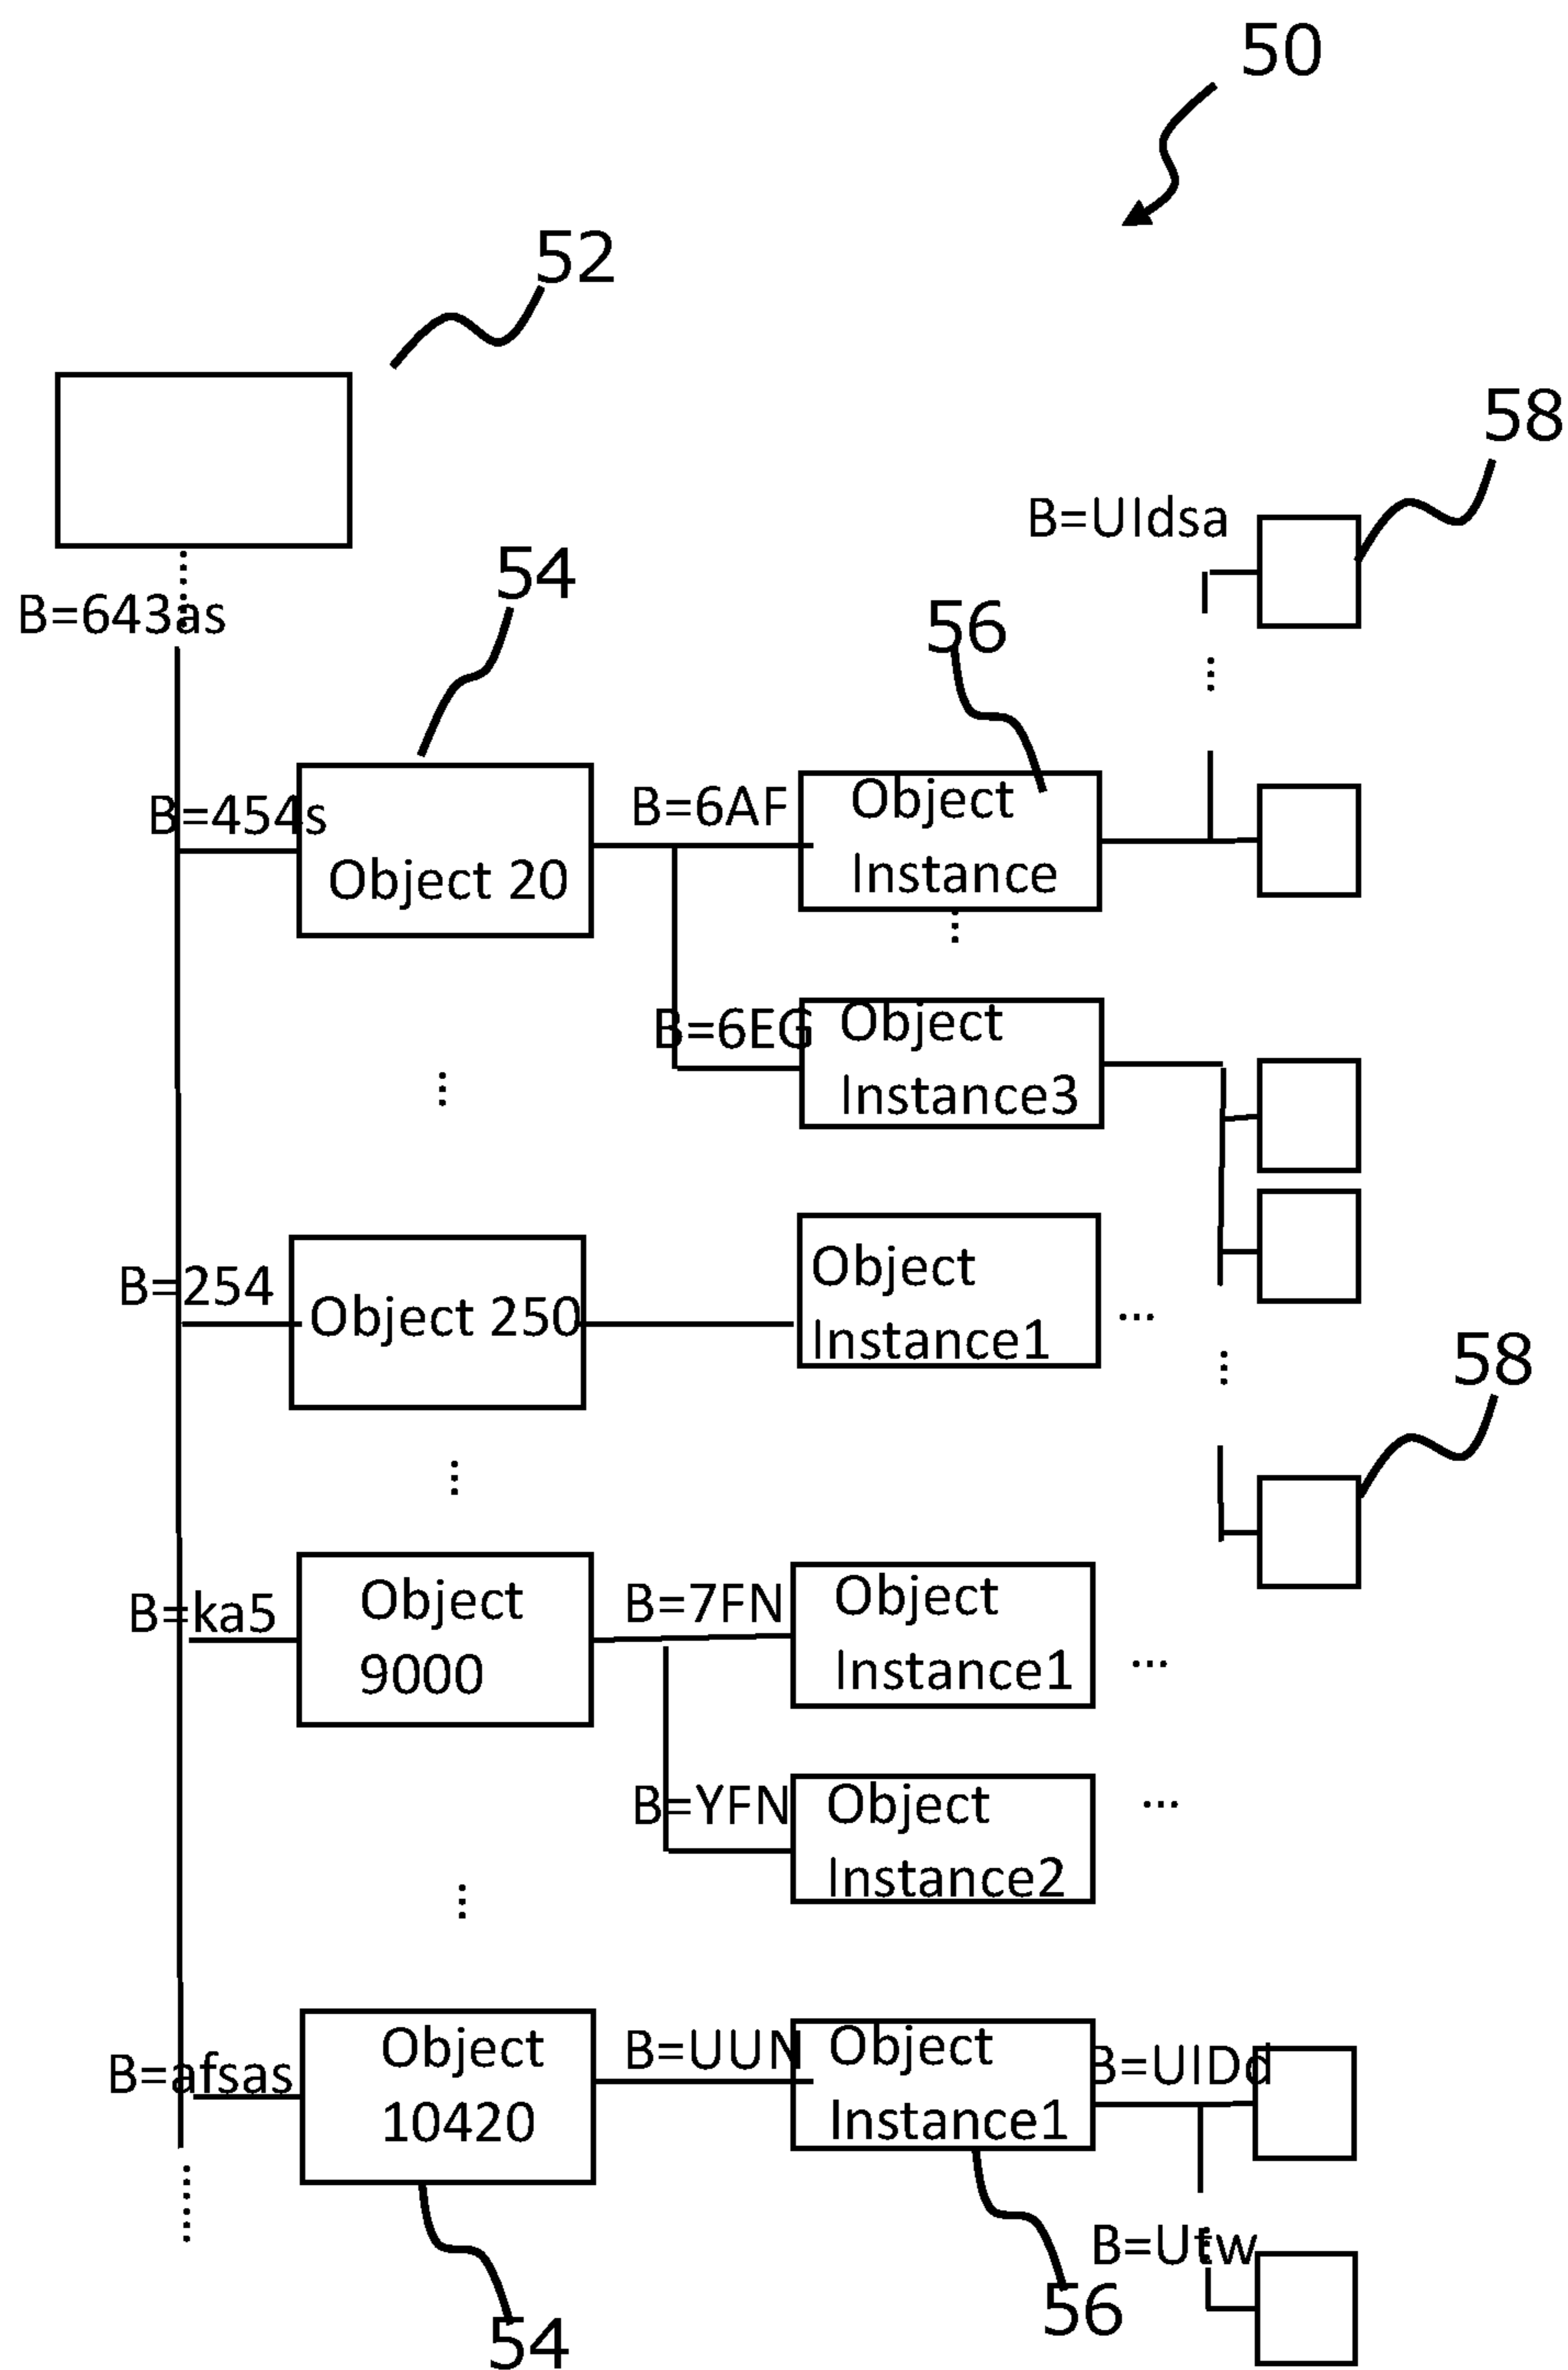 50
52
58
B=UIdsa
54
B=643as
56
B=454s
Object 20
B=6AF
Object
Instance
B=6EG
Object
Instance3
B=254
Object 250
Object
Instance1
58
B=ka5
Object
9000
B=7FN
Object
Instance1
B=YFN
Object
Instance2
B=afsas
Object
10420
B=UUN
Object
Instance1
B=UIDd
B=Utw
56
54